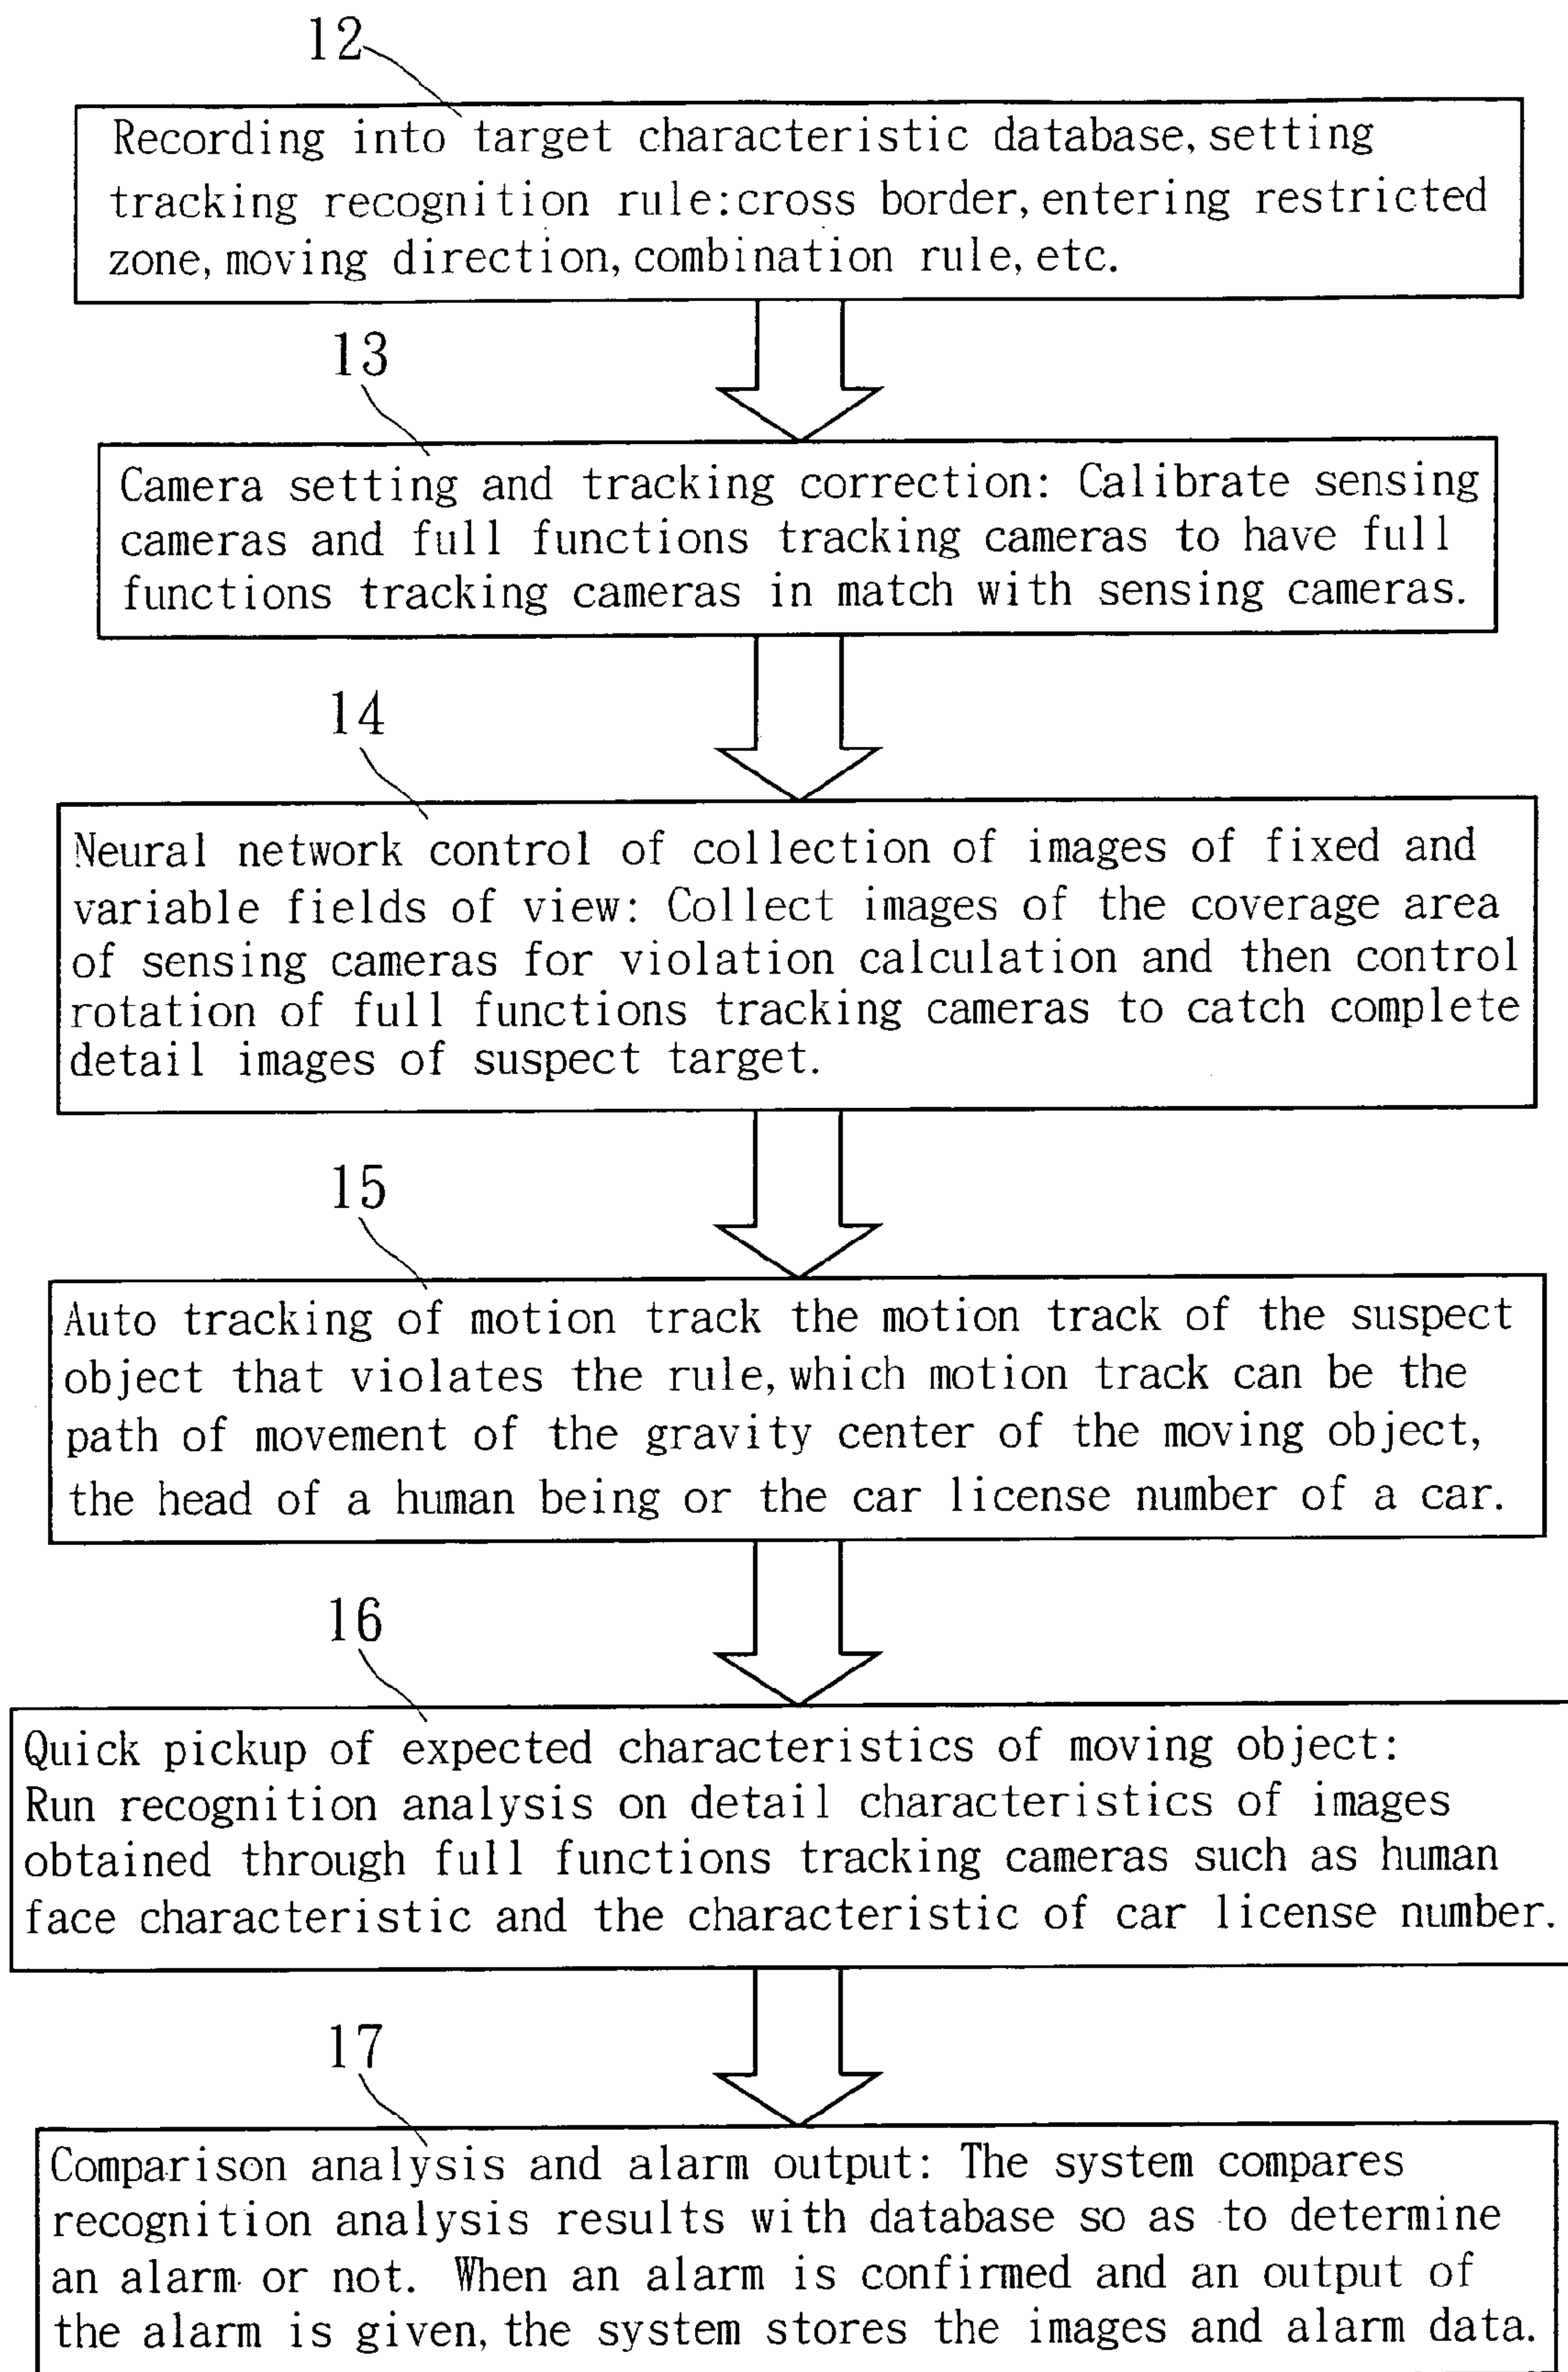 12
Recording into target characteristic database, setting
tracking recognition rule:cross border, entering restricted
zone, moving direction, combination rule, etc.
13
Camera setting and tracking correction: Calibrate sensing
cameras and full functions tracking cameras to have full
functions tracking cameras in match with sensing cameras.
14
Neural network control of collection of images of fixed and
variable fields of view: Collect images of the coverage area
of sensing cameras for violation calculation and then control
rotation of full functions tracking cameras to catch complete
detail images of suspect target.
15
Auto tracking of motion track the motion track of the suspect
object that violates the rule, which motion track can be the
path of movement of the gravity center of the moving object,
the head of a human being or the car license number of a car.
16
Quick pickup of expected characteristics of moving object:
Run recognition analysis on detail characteristics of images
obtained through full functions tracking cameras such as human
face characteristic and the characteristic of car license number.
17
Comparison analysis and alarm output: The system compares
recognition analysis results with database so as to determine
an alarm or not. When an alarm is confirmed and an output of
the alarm is given, the system stores the images and alarm data.